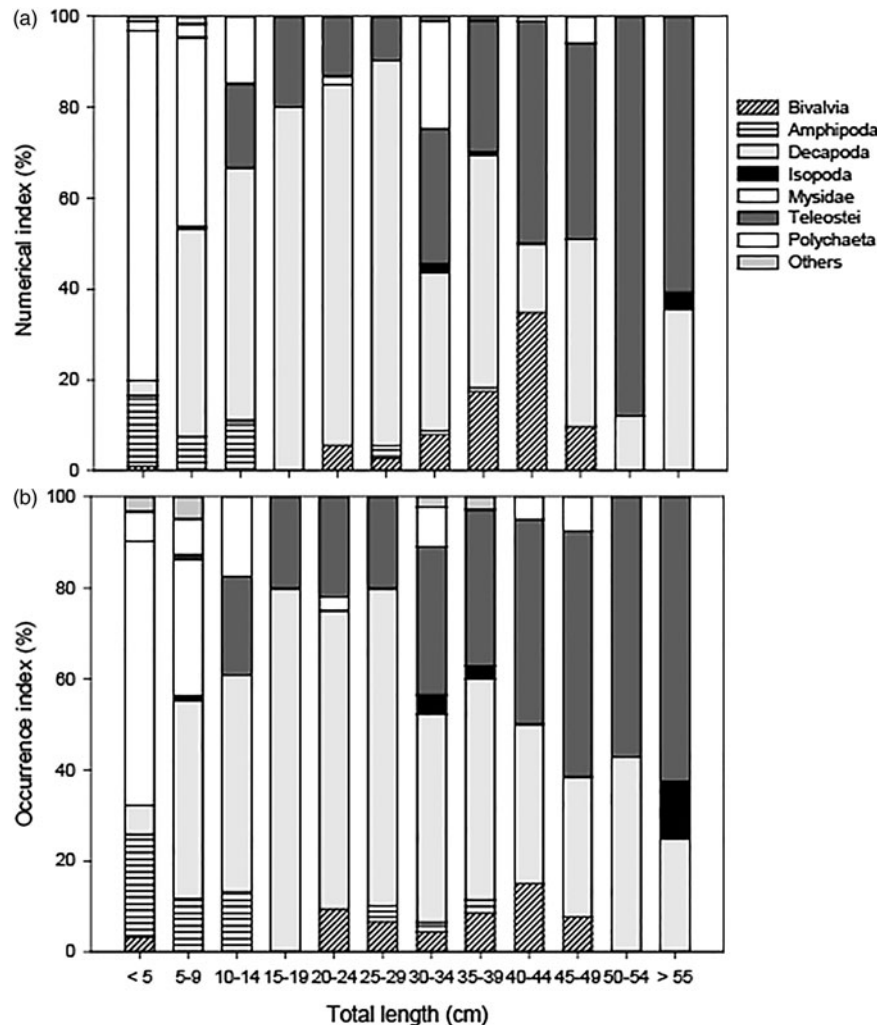 (a)
100
80
60
40
20
0
Numerical index (%)
Bivalvia
Amphipoda
Decapoda
Isopoda
Mysidae
Teleostei
Polychaeta
Others
(b)
100
80
60
40
20
0
Occurrence index (%)
< 5 5-9 10-14 15-19 20-24 25-29 30-34 35-39 40-44 45-49 50-54 > 55
Total length (cm)